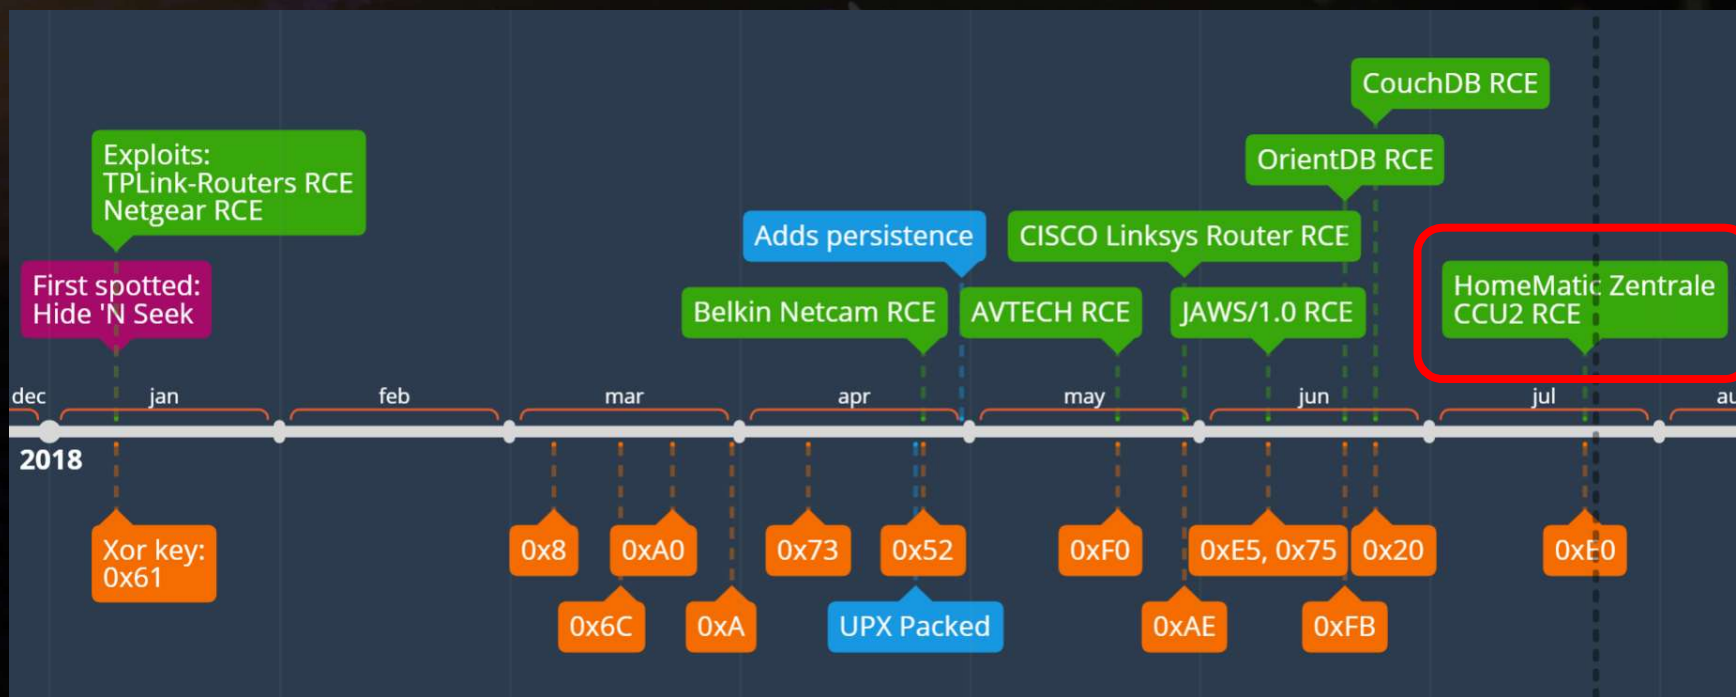 CouchDB RCE
OrientDB RCE
Exploits:
TPLink-Routers RCE
Netgear RCE
Adds persistence
CISCO Linksys Router RCE
First spotted:
Hide 'N Seek
HomeMatic Zentrale
CCU2 RCE
Belkin Netcam RCE
AVTECH RCE
JAWS/1.0 RCE
dec
jan
feb
mar
apr
may
jun
jul
au
2018
Xor key:
0x61
0x8
0xA0
0x73
0x52
0xF0
0xE5, 0x75
0x20
0xE0
0x6C
0xA
UPX Packed
0xAE
0xFB